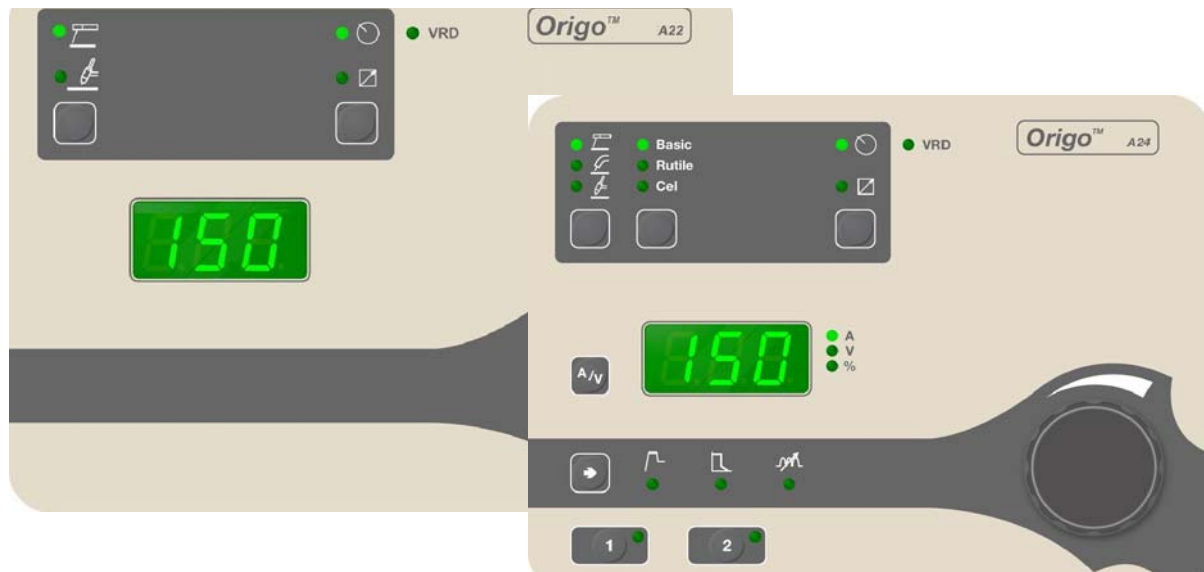 VRD
Origo™ A22
150
Basic
Rutile
Cel
VRD
Origo™ A24
A/V
150
A
V
%
1
2